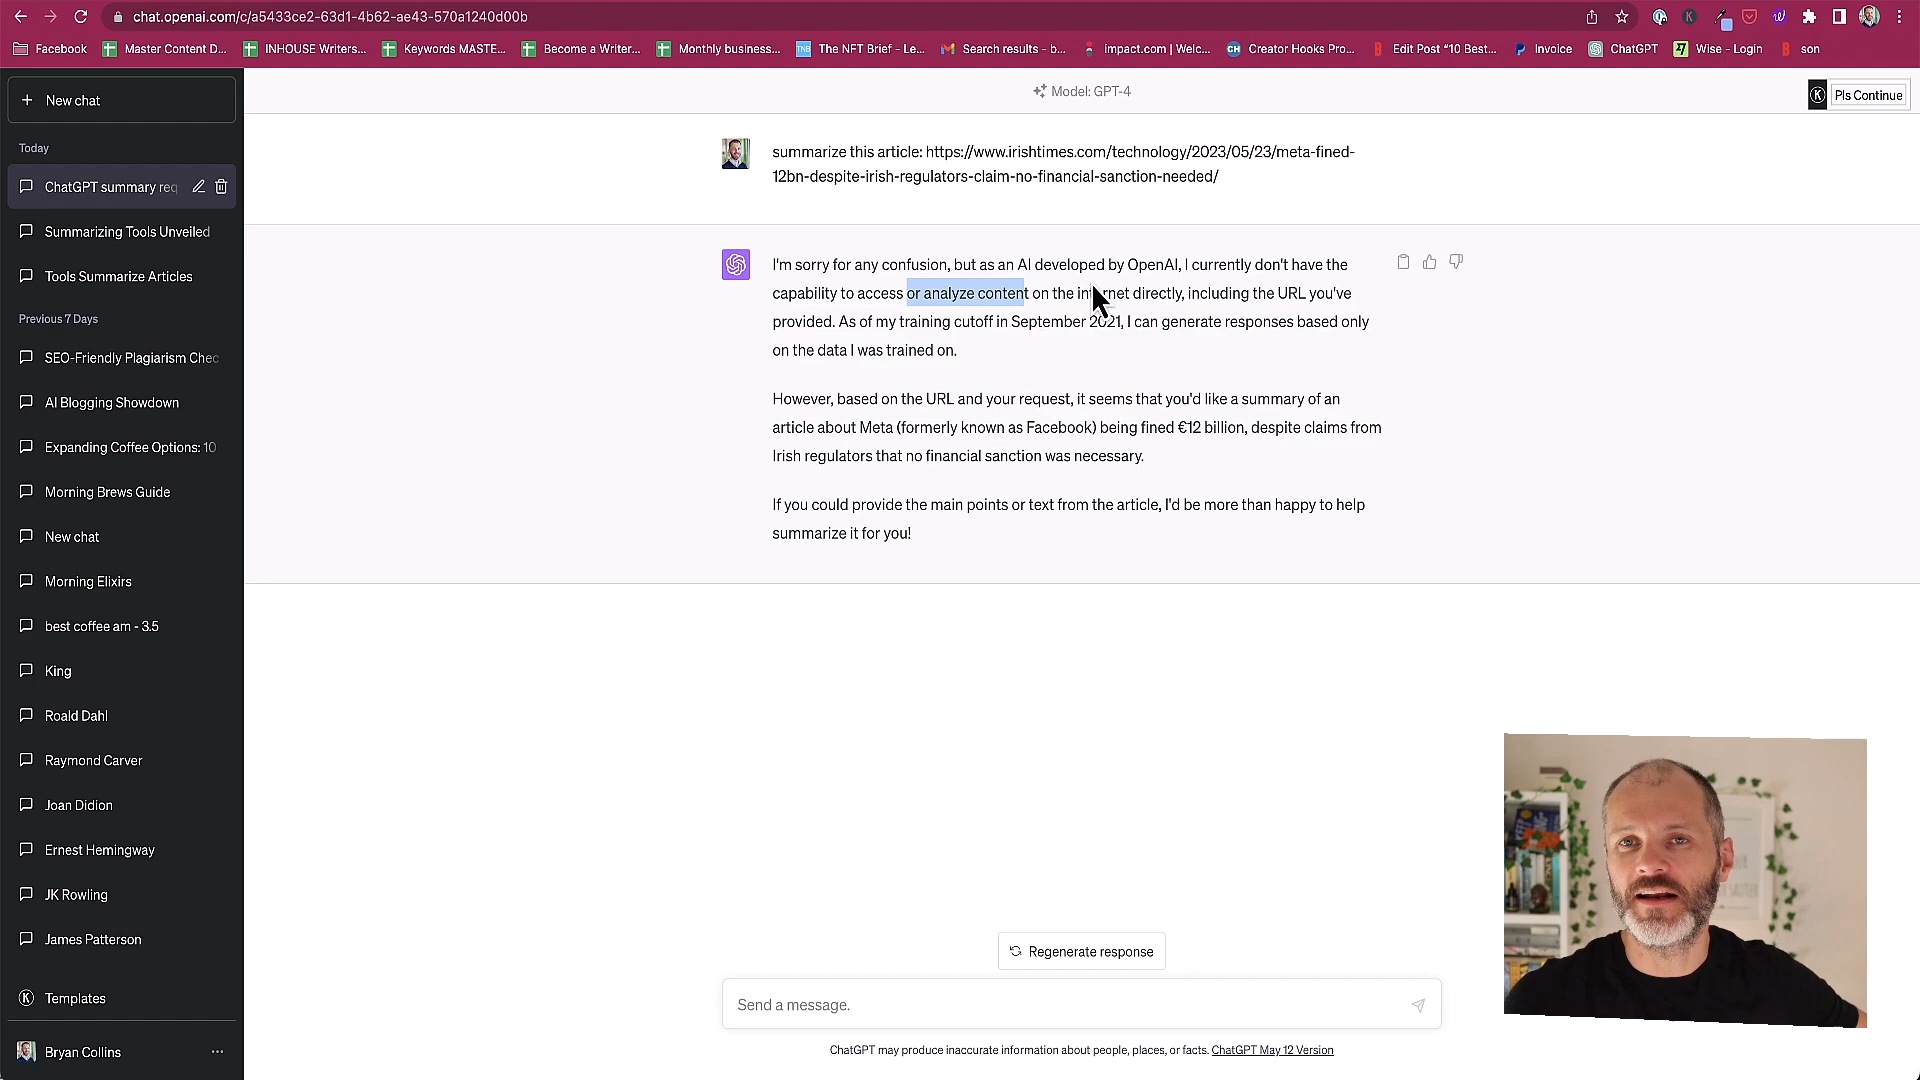 chat.openai.com/c/a5433ce2-63d1-4b62-ae43-570a1240d00b
Facebook
Master Content D...
INHOUSE Writers...
Keywords MASTE...
Become a Writer...
Monthly business...
TNB
The NFT Brief - Le...
Search results - b...
impact.com | Welc...
CH
Creator Hooks Pro...
Edit Post “10 Best...
Invoice
ChatGPT
Wise - Login
son
New chat
Today
ChatGPT summary req
Summarizing Tools Unveiled
Tools Summarize Articles
Previous 7 Days
SEO-Friendly Plagiarism Chec
AI Blogging Showdown
Expanding Coffee Options: 10
Morning Brews Guide
New chat
Morning Elixirs
best coffee am - 3.5
King
Roald Dahl
Raymond Carver
Joan Didion
Ernest Hemingway
JK Rowling
James Patterson
K Templates
Bryan Collins
Model: GPT-4
K Pls Continue
summarize this article: https://www.irishtimes.com/technology/2023/05/23/meta-fined-
12bn-despite-irish-regulators-claim-no-financial-sanction-needed/
I'm sorry for any confusion, but as an AI developed by OpenAI, I currently don't have the
capability to access or analyze content on the internet directly, including the URL you've
provided. As of my training cutoff in September 2021, I can generate responses based only
on the data I was trained on.
However, based on the URL and your request, it seems that you'd like a summary of an
article about Meta (formerly known as Facebook) being fined €12 billion, despite claims from
Irish regulators that no financial sanction was necessary.
If you could provide the main points or text from the article, I'd be more than happy to help
summarize it for you!
Regenerate response
Send a message.
ChatGPT may produce inaccurate information about people, places, or facts. ChatGPT May 12 Version